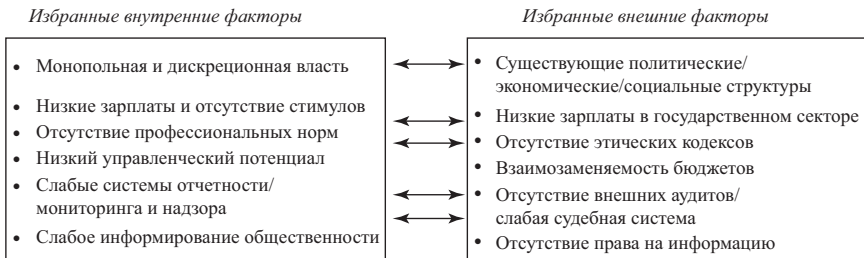 Избранные внутренние факторы
• Монопольная и дискреционная власть
• Низкие зарплаты и отсутствие стимулов
• Отсутствие профессиональных норм
• Низкий управленческий потенциал
• Слабые системы отчетности/
мониторинга и надзора
• Слабое информирование общественности
Избранные внешние факторы
• Существующие политические/
экономические/социальные структуры
• Низкие зарплаты в государственном секторе
• Отсутствие этических кодексов
• Взаимозаменяемость бюджетов
• Отсутствие внешних аудитов/
слабая судебная система
• Отсутствие права на информацию